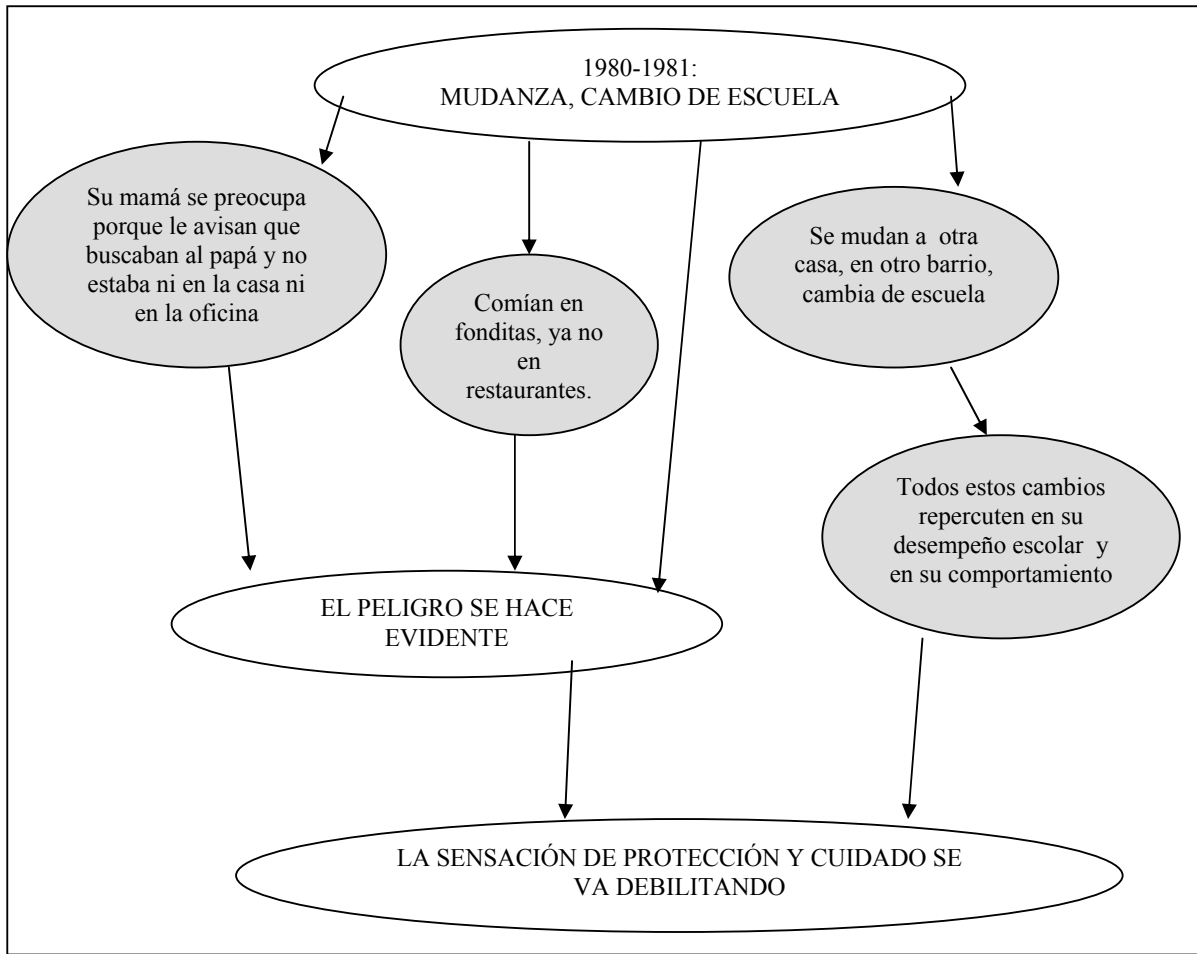 1980-1981:
MUDANZA, CAMBIO DE ESCUELA
Su mamá se preocupa
porque le avisan que
buscaban al papá y no
estaba ni en la casa ni
en la oficina
Comían en
fonditas, ya no
en
restaurantes.
Se mudan a otra
casa, en otro barrio,
cambia de escuela
Todos estos cambios
repercuten en su
desempeño escolar y
en su comportamiento
EL PELIGRO SE HACE
EVIDENTE
LA SENSACIÓN DE PROTECCIÓN Y CUIDADO SE
VA DEBILITANDO